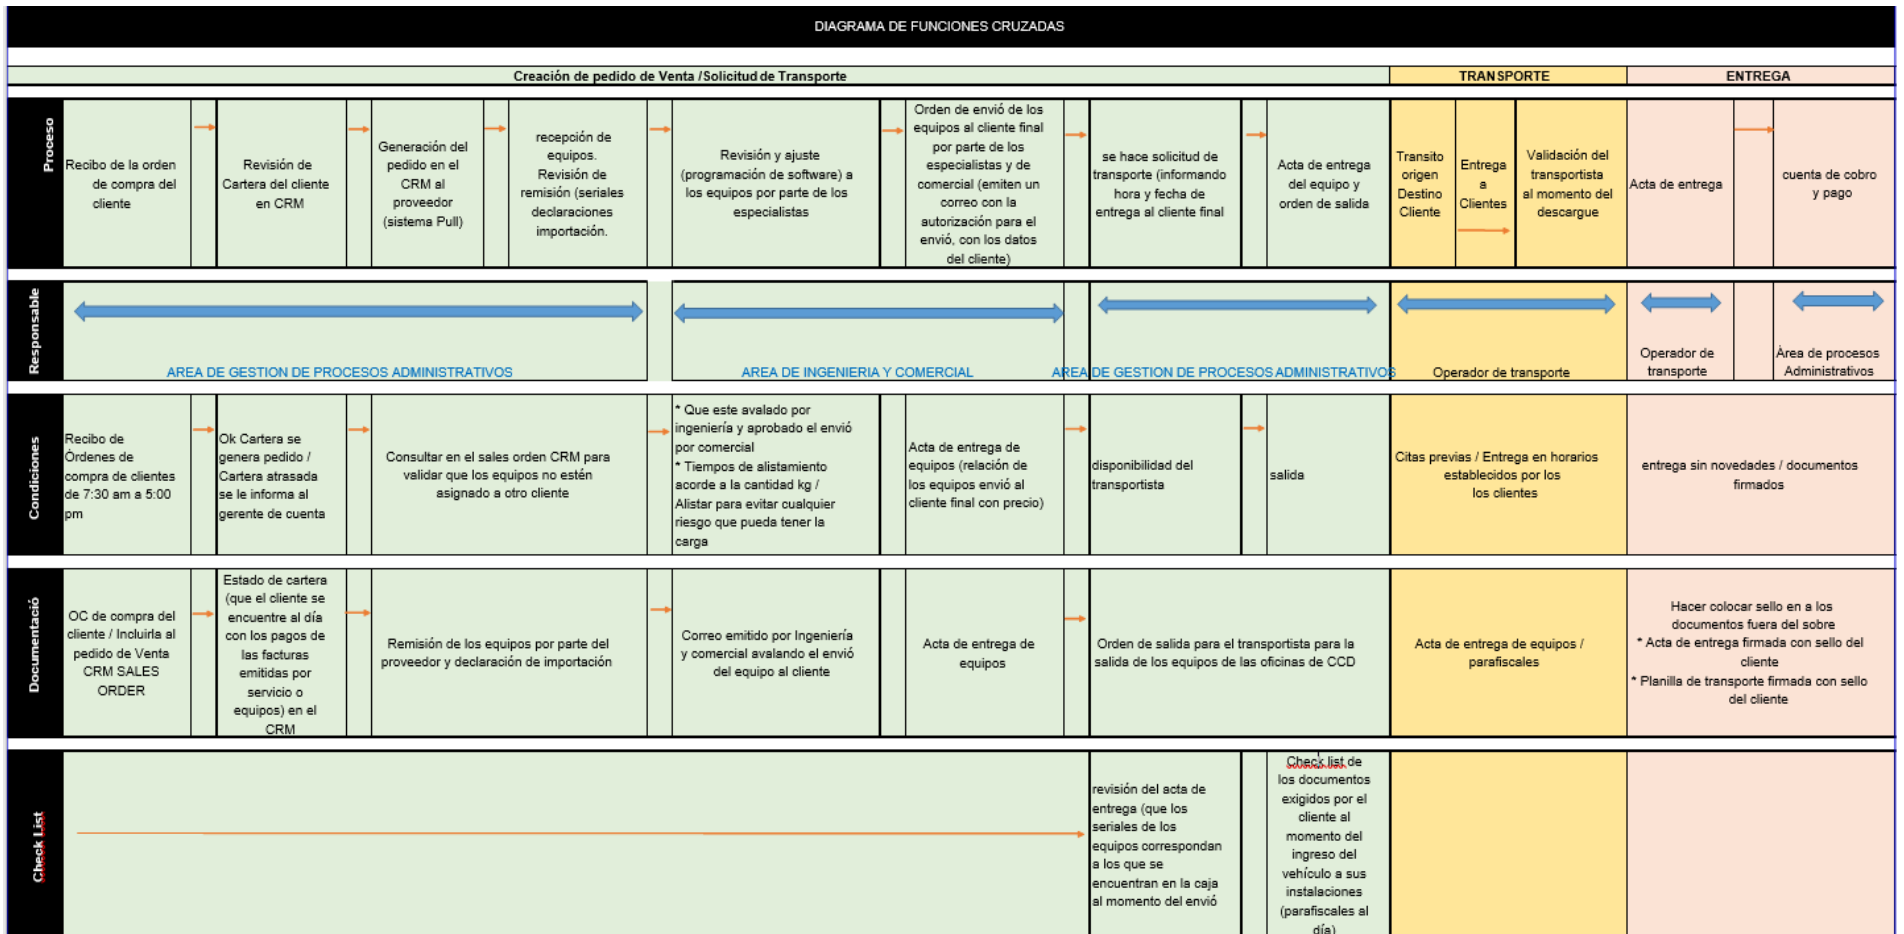 DIAGRAMA DE FUNCIONES CRUZADAS
Creación de pedido de Venta /Solicitud de Transporte
TRANSPORTE
ENTREGA
Proceso
Recibo de la orden
de compra del
cliente
Revisión de
Cartera del cliente
en CRM
Generación del
pedido en el
CRM al
proveedor
(sistema Pull)
recepción de
equipos.
Revisión de
remisión (seriales
declaraciones
importación.
Revisión y ajuste
(programación de software) a
los equipos por parte de los
especialistas
Orden de envió de los
equipos al cliente final
por parte de los
especialistas y de
comercial (emiten un
correo con la
autorización para el
envió, con los datos
del cliente)
se hace solicitud de
transporte (informando
hora y fecha de
entrega al cliente final
Acta de entrega
del equipo y
orden de salida
Transito
origen
Destino
Cliente
Entrega
a
Clientes
Validación del
transportista
al momento del
descargue
Acta de entrega
cuenta de cobro
y pago
Responsable
AREA DE GESTION DE PROCESOS ADMINISTRATIVOS
AREA DE INGENIERIA Y COMERCIAL
AREA DE GESTION DE PROCESOS ADMINISTRATIVOS
Operador de transporte
Operador de
transporte
Área de procesos
Administrativos
Condiciones
Recibo de
Órdenes de
compra de clientes
de 7:30 am a 5:00
pm
Ok Cartera se
genera pedido /
Cartera atrasada
se le informa al
gerente de cuenta
Consultar en el sales orden CRM para
validar que los equipos no estén
asignado a otro cliente
* Que este avalado por
ingeniería y aprobado el envió
por comercial
* Tiempos de alistamiento
acorde a la cantidad kg /
Alistar para evitar cualquier
riesgo que pueda tener la
carga
Acta de entrega de
equipos (relación de
los equipos envió al
cliente final con precio)
disponibilidad del
transportista
salida
Citas previas / Entrega en horarios
establecidos por los
los clientes
entrega sin novedades / documentos
firmados
Documentació
OC de compra del
cliente / Incluirla al
pedido de Venta
CRM SALES
ORDER
Estado de cartera
(que el cliente se
encuentre al día
con los pagos de
las facturas
emitidas por
servicio o
equipos) en el
CRM
Remisión de los equipos por parte del
proveedor y declaración de importación
Correo emitido por Ingeniería
y comercial avalando el envió
del equipo al cliente
Acta de entrega de
equipos
Orden de salida para el transportista para la
salida de los equipos de las oficinas de CCD
Acta de entrega de equipos /
parafiscales
Hacer colocar sello en a los
documentos fuera del sobre
* Acta de entrega firmada con sello del
cliente
* Planilla de transporte firmada con sello
del cliente
Check List
revisión del acta de
entrega (que los
seriales de los
equipos correspondan
a los que se
encuentran en la caja
al momento del envió
Check list de
los documentos
exigidos por el
cliente al
momento del
ingreso del
vehículo a sus
instalaciones
(parafiscales al
día)